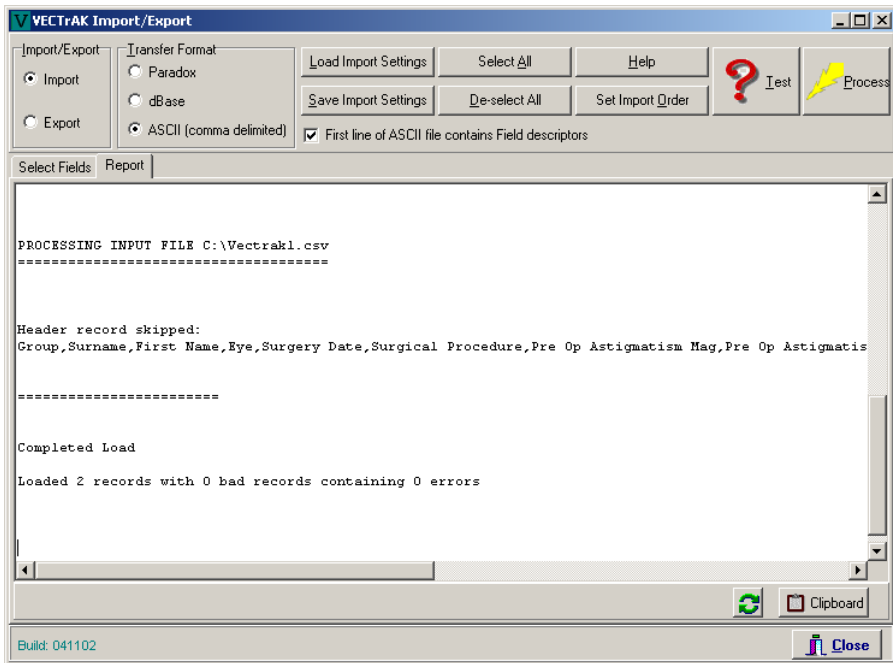 VECTrAK Import/Export
Import/Export
Import
Export
Transfer Format
Paradox
dBase
ASCII (comma delimited)
Load Import Settings
Select All
Help
Save Import Settings
De-select All
Set Import Order
First line of ASCII file contains Field descriptors
Test
Process
Select Fields
Report
PROCESSING INPUT FILE C:\Vectrak1.csv
=====================================
Header record skipped:
Group,Surname,First Name,Eye,Surgery Date,Surgical Procedure,Pre Op Astigmatism Mag,Pre Op Astigmatis
========================
Completed Load
Loaded 2 records with 0 bad records containing 0 errors
Clipboard
Build: 041102
Close